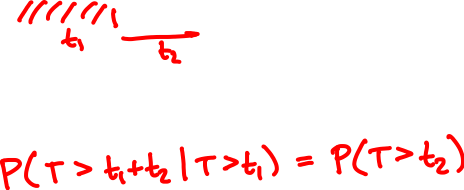 t₁
t₂
P(T > t₁+t₂ | T > t₁) = P(T > t₂)